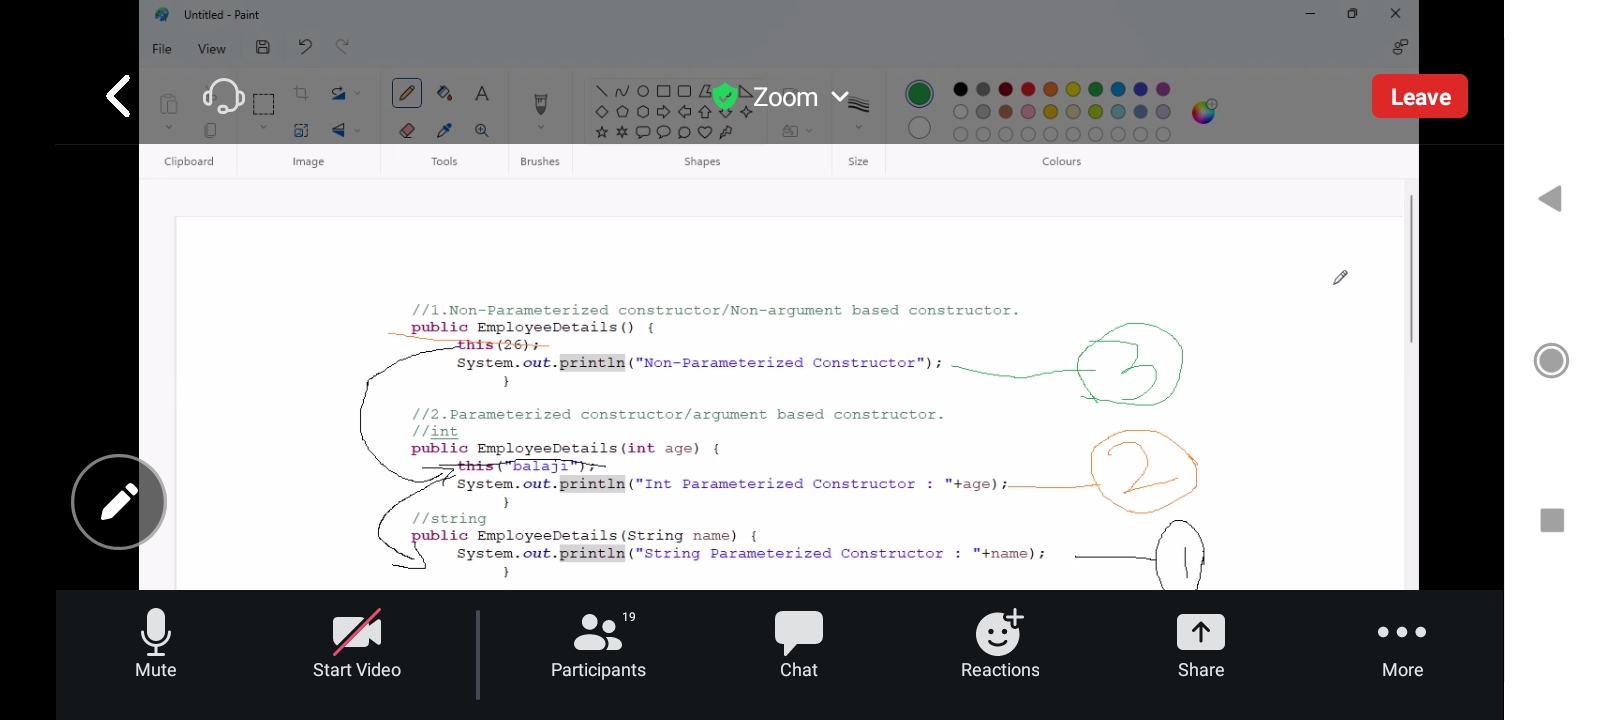 Untitled - Paint
File View
Zoom
Leave
Clipboard Image Tools Brushes Shapes Size Colours
//1.Non-Parameterized constructor/Non-argument based constructor.
public EmployeeDetails() {
this(26);
System.out.println("Non-Parameterized Constructor");
3
}
//2.Parameterized constructor/argument based constructor.
//int
public EmployeeDetails(int age) {
this("balaji");
System.out.println("Int Parameterized Constructor : "+age);
2
}
//string
public EmployeeDetails(String name) {
System.out.println("String Parameterized Constructor : "+name);
1
}
19
Mute Start Video Participants Chat Reactions Share More